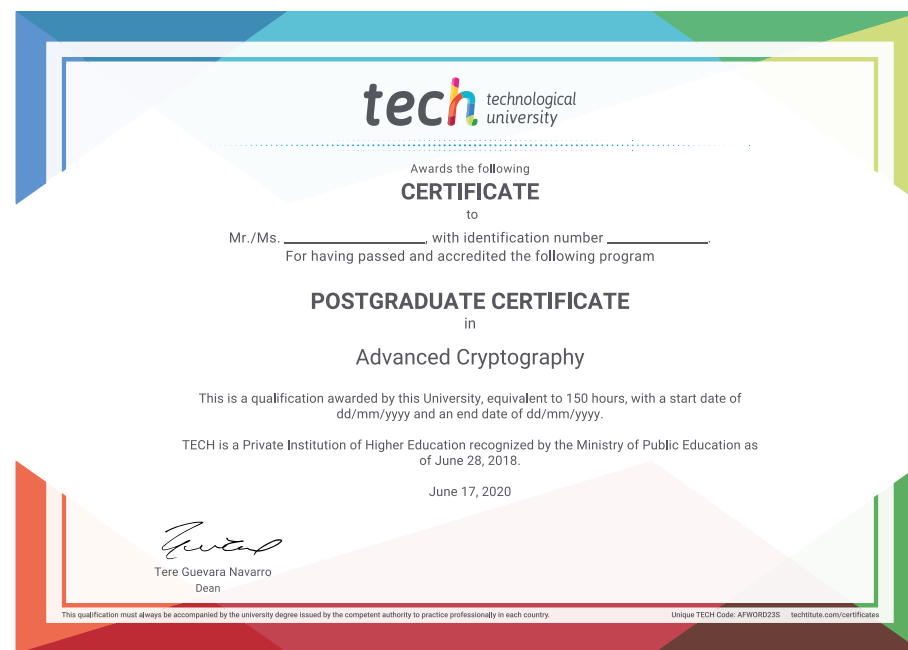 tech technological
university
Awards the following
CERTIFICATE
to
Mr./Ms. ____________________, with identification number ______________.
For having passed and accredited the following program
POSTGRADUATE CERTIFICATE
in
Advanced Cryptography
This is a qualification awarded by this University, equivalent to 150 hours, with a start date of
dd/mm/yyyy and an end date of dd/mm/yyyy.
TECH is a Private Institution of Higher Education recognized by the Ministry of Public Education as
of June 28, 2018.
June 17, 2020
Tere Guevara Navarro
Dean
This qualification must always be accompanied by the university degree issued by the competent authority to practice professionally in each country. Unique TECH Code: AFWORD23S techtitute.com/certificates